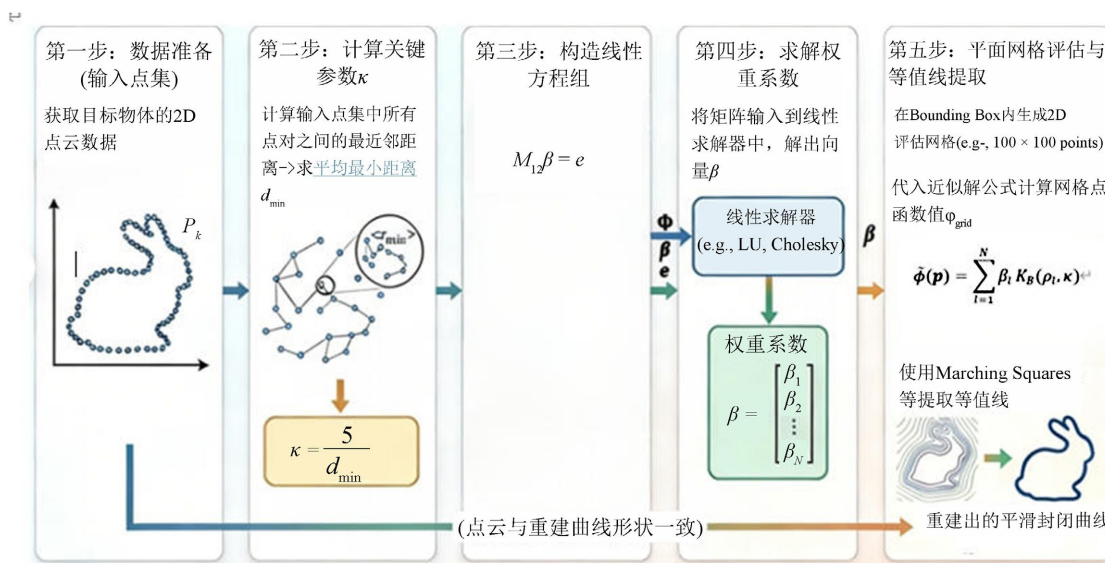 第一步：数据准备
(输入点集)
获取目标物体的2D
点云数据
P_k
第二步：计算关键
参数κ
计算输入点集中所有
点对之间的最近邻距
离->求平均最小距离
d_min
<d_min>
κ = 5 / d_min
第三步：构造线性
方程组
M_12 β = e
第四步：求解权
重系数
将矩阵输入到线性
求解器中，解出向
量β
Φ
β
e
线性求解器
(e.g., LU, Cholesky)
权重系数
β = [β_1 β_2 ⋮ β_N]
β
第五步：平面网格评估与
等值线提取
在Bounding Box内生成2D
评估网格(e.g-, 100 × 100 points)
代入近似解公式计算网格点
函数值φ_grid
φ̃(p) = ∑_{l=1}^{N} β_l K_B(ρ_l, κ)
使用Marching Squares
等提取等值线
重建出的平滑封闭曲线
(点云与重建曲线形状一致)